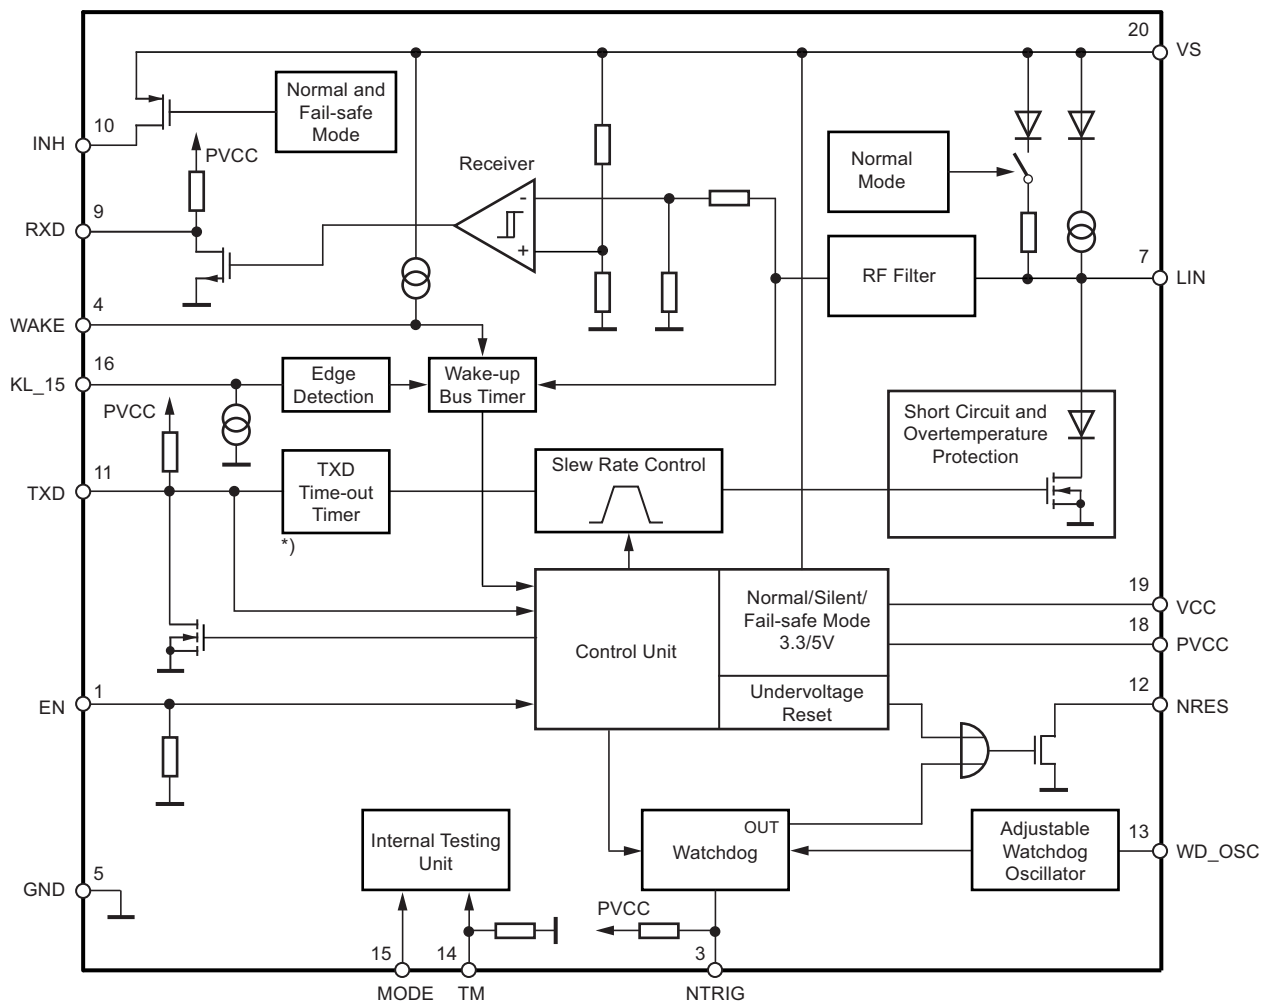 20
VS
Normal and
Fail-safe
Mode
10
INH
PVCC
Receiver
Normal
Mode
-
+
9
RXD
RF Filter
7
LIN
4
WAKE
16
KL_15
Edge
Detection
Wake-up
Bus Timer
PVCC
Short Circuit and
Overtemperature
Protection
11
TXD
TXD
Time-out
Timer
*)
Slew Rate Control
Control Unit
Normal/Silent/
Fail-safe Mode
3.3/5V
19
VCC
18
PVCC
Undervoltage
Reset
12
NRES
1
EN
Internal Testing
Unit
OUT
Watchdog
Adjustable
Watchdog
Oscillator
13
WD_OSC
5
GND
PVCC
15
14
3
MODE
TM
NTRIG